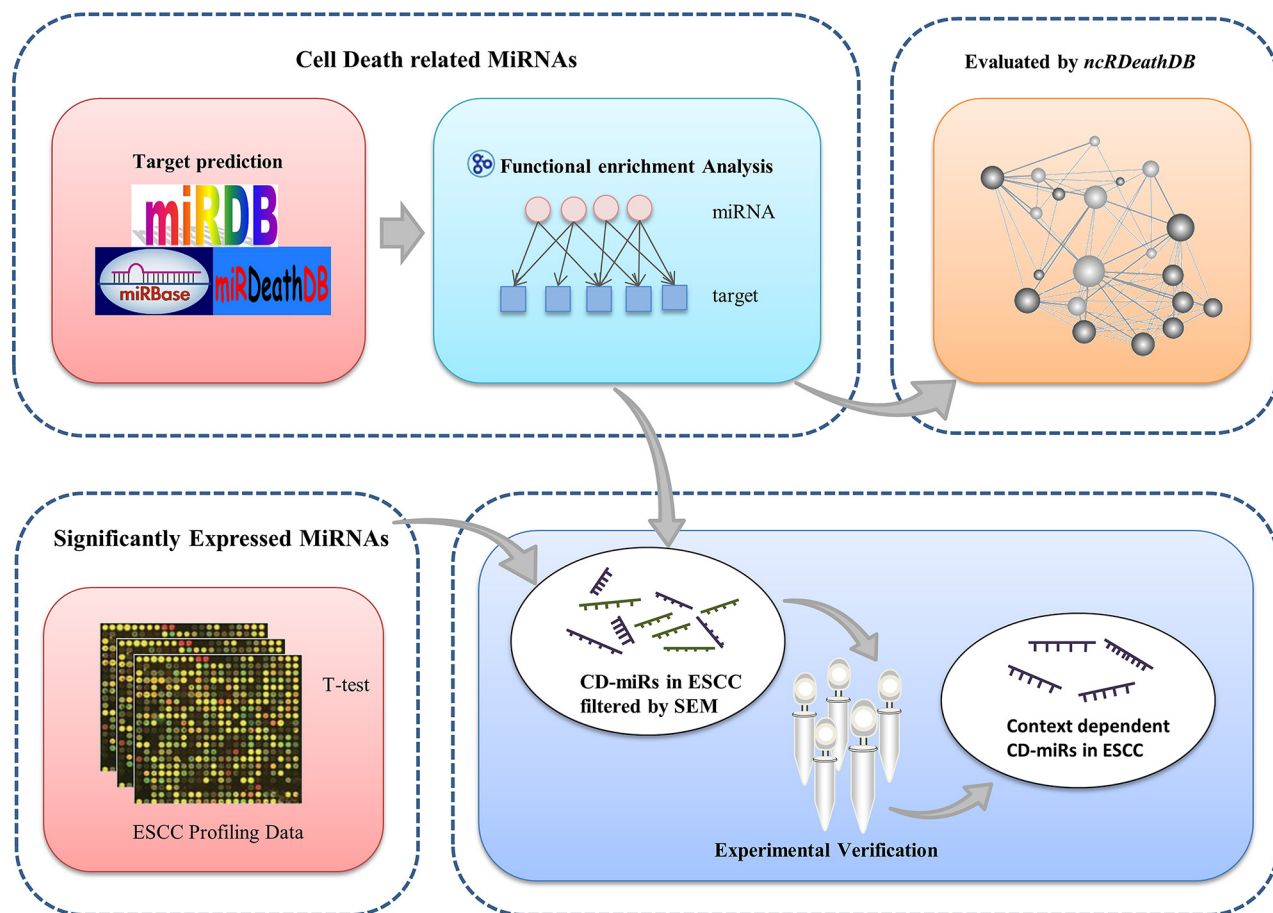 Cell Death related MiRNAs
Evaluated by ncRDeathDB
Target prediction
miRDB
miRBase
miRDeathDB
Functional enrichment Analysis
miRNA
target
Significantly Expressed MiRNAs
T-test
ESCC Profiling Data
CD-miRs in ESCC
filtered by SEM
Context dependent
CD-miRs in ESCC
Experimental Verification